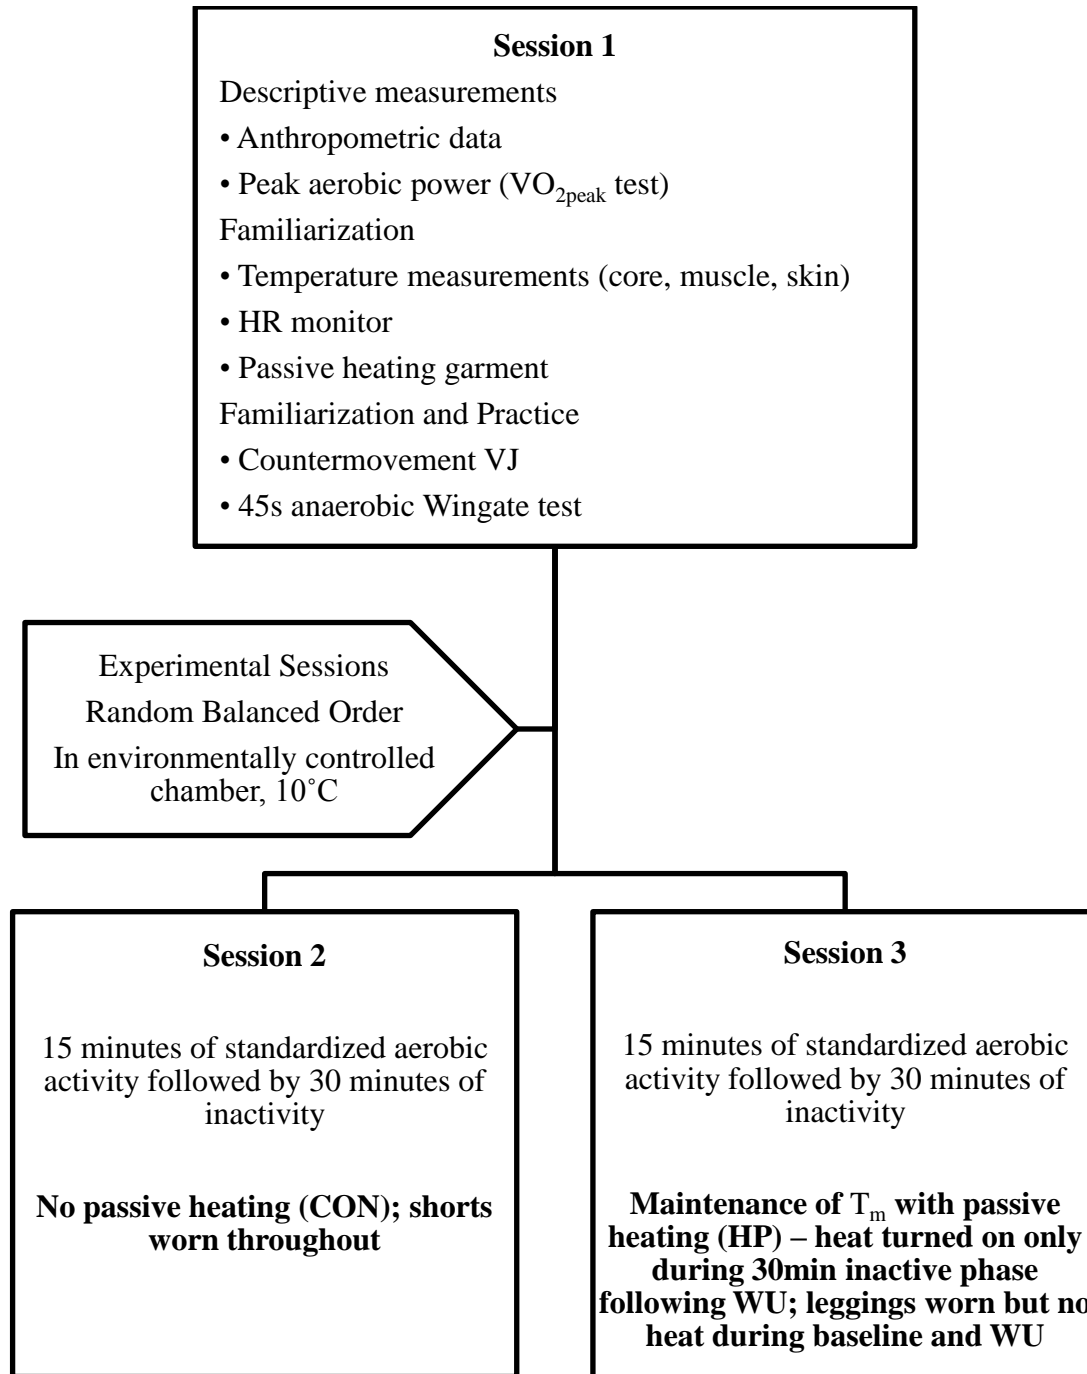 Session 1
Descriptive measurements
• Anthropometric data
• Peak aerobic power (VO2peak test)
Familiarization
• Temperature measurements (core, muscle, skin)
• HR monitor
• Passive heating garment
Familiarization and Practice
• Countermovement VJ
• 45s anaerobic Wingate test
Experimental Sessions
Random Balanced Order
In environmentally controlled
chamber, 10˚C
Session 2
15 minutes of standardized aerobic
activity followed by 30 minutes of
inactivity
No passive heating (CON); shorts
worn throughout
Session 3
15 minutes of standardized aerobic
activity followed by 30 minutes of
inactivity
Maintenance of Tm with passive
heating (HP) – heat turned on only
during 30min inactive phase
following WU; leggings worn but no
heat during baseline and WU